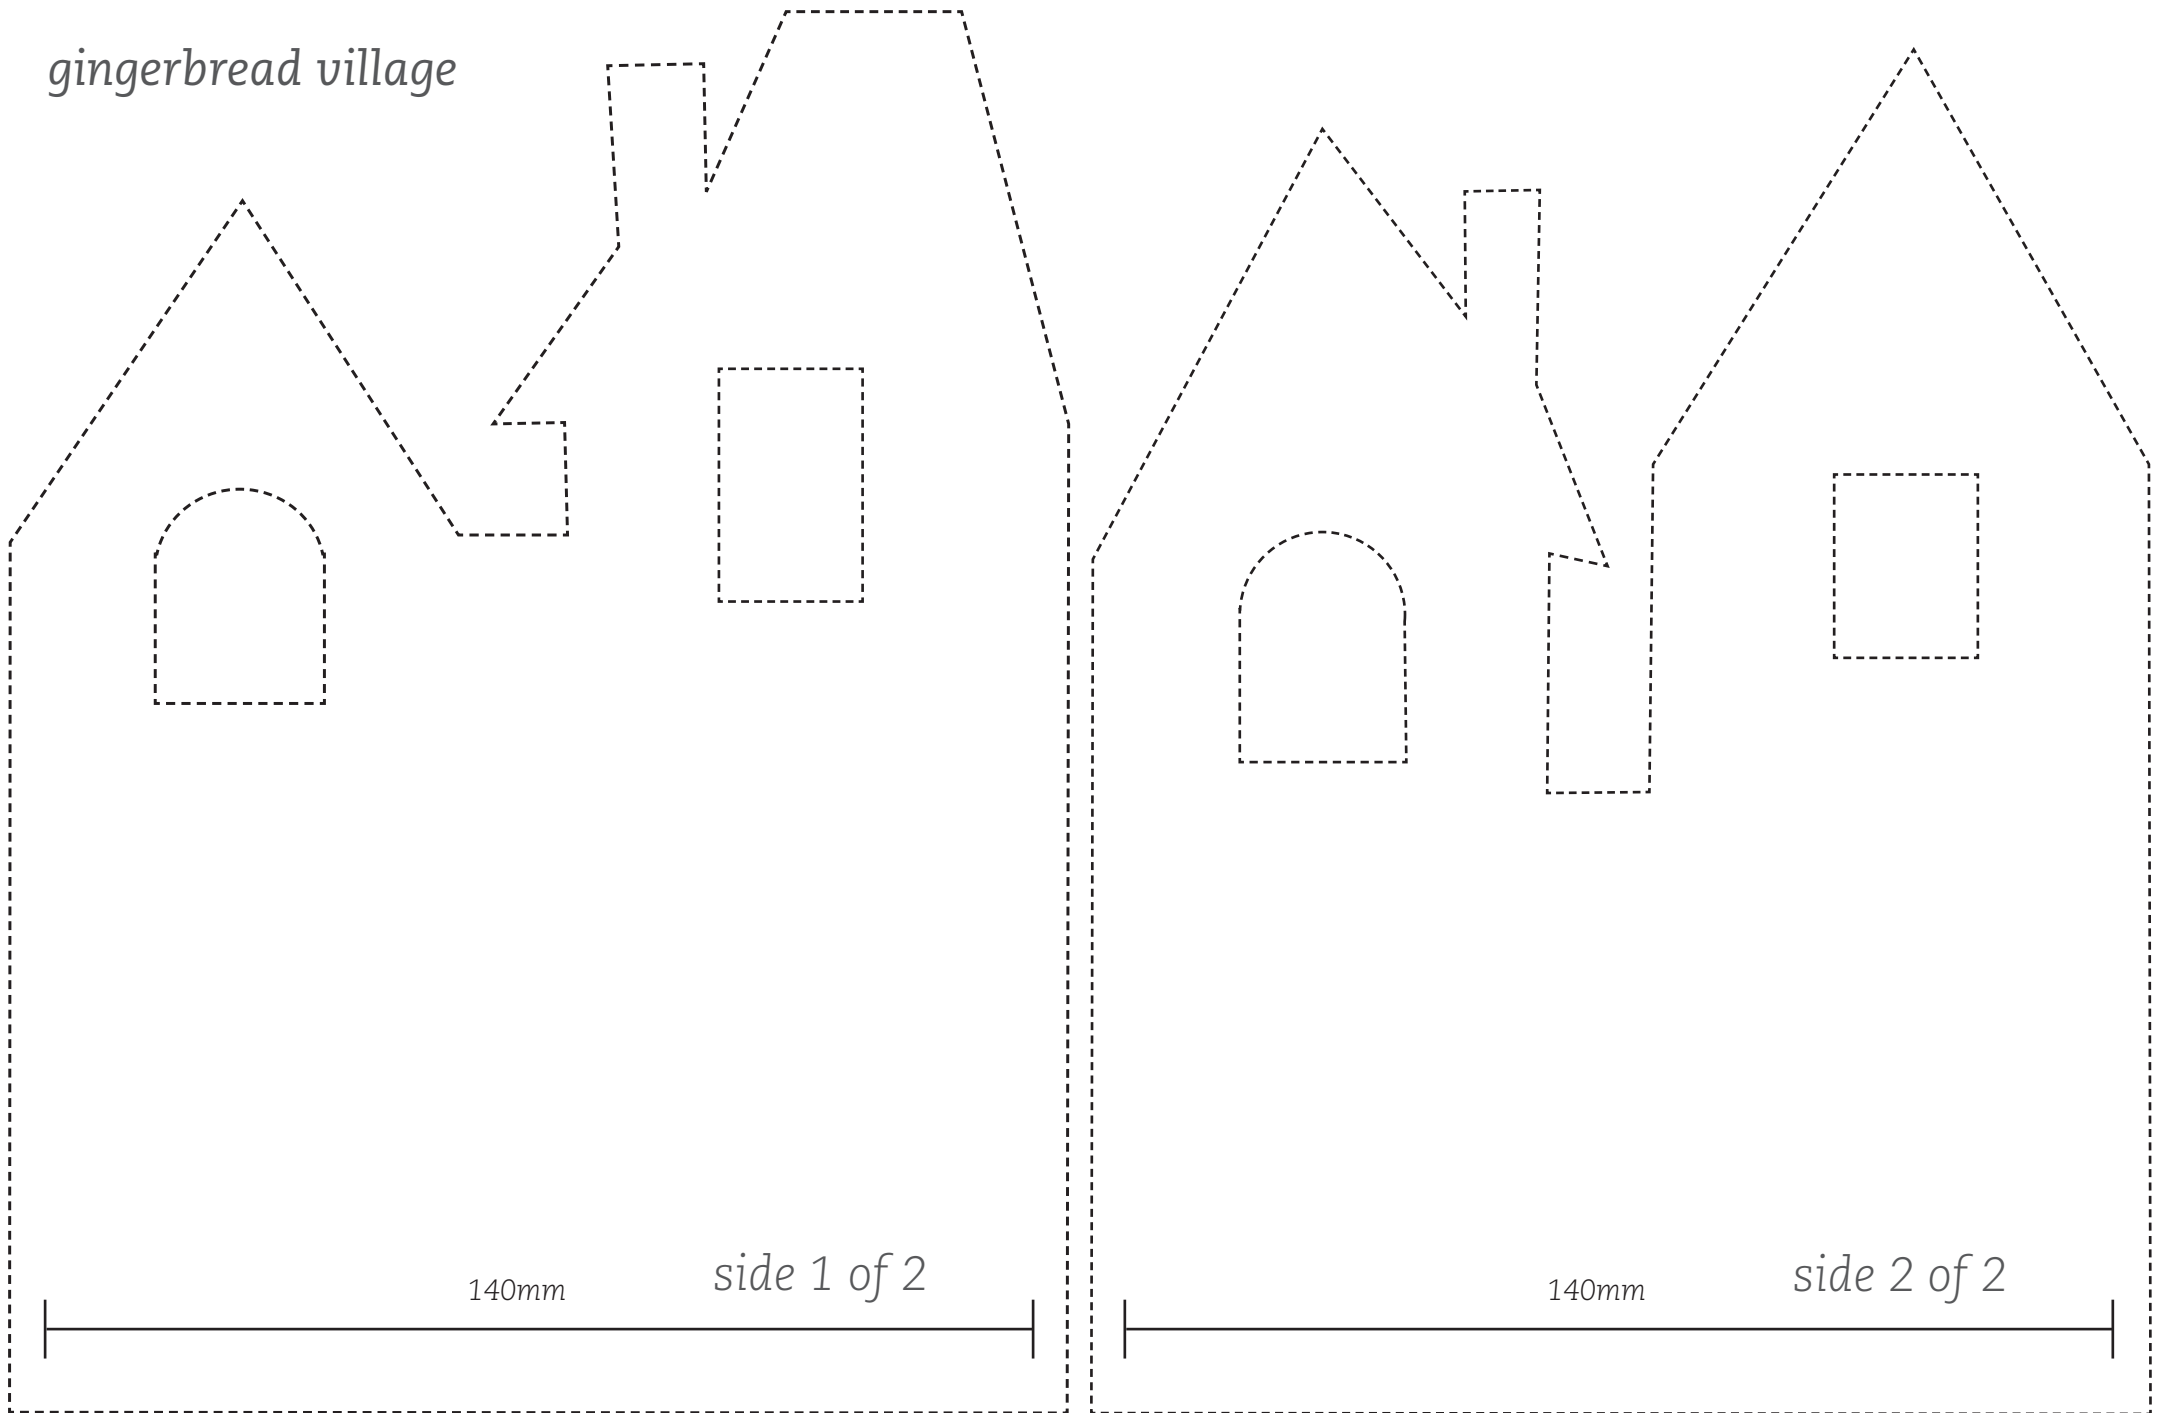 gingerbread village
140mm
side 1 of 2
140mm
side 2 of 2